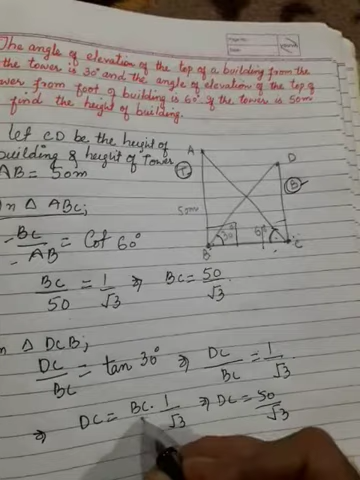 The angle of elevation of the top of a building from the
the tower is 30° and the angle of elevation of the top of
ower from foot of building is 60° if the tower is 50m
find the height of building.
let CD be the height of
building & height of Tower
AB = 50m
In Δ ABC;
BC/AB = Cot 60°
BC/50 = 1/√3 ⇒ BC = 50/√3
n Δ DCB;
DC/BC = tan 30° ⇒ DC/BC = 1/√3
⇒ DC = BC · 1/√3 ⇒ DC = 50/√3
A
D
T
B
50m
30°
60°
B
C